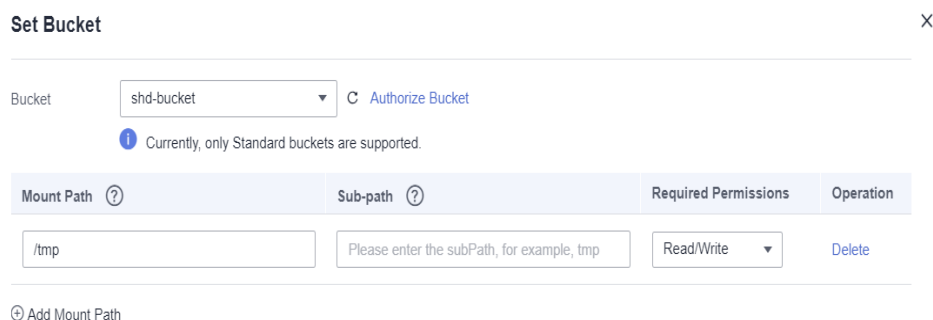 Set Bucket
Bucket shd-bucket Authorize Bucket
Currently, only Standard buckets are supported.
Mount Path Sub-path Required Permissions Operation
/tmp Please enter the subPath, for example, tmp Read/Write Delete
Add Mount Path